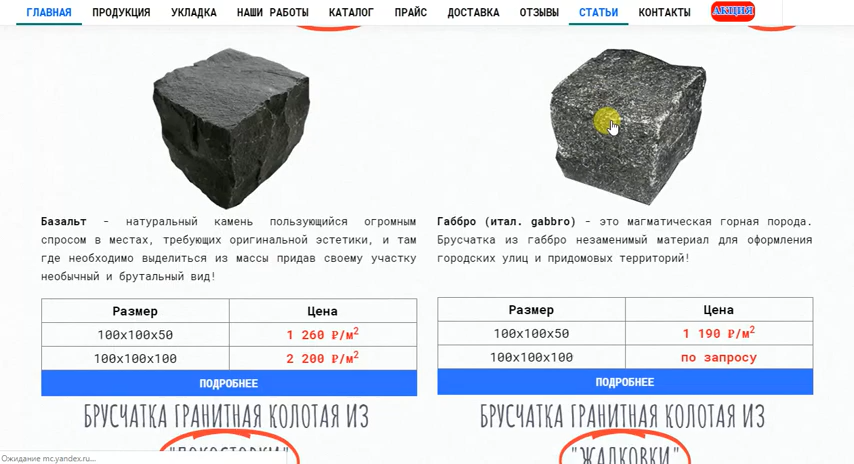 ГЛАВНАЯ ПРОДУКЦИЯ УКЛАДКА НАШИ РАБОТЫ КАТАЛОГ ПРАЙС ДОСТАВКА ОТЗЫВЫ СТАТЬИ КОНТАКТЫ АКЦИЯ
Базальт - натуральный камень пользующийся огромным
спросом в местах, требующих оригинальной эстетики, и там
где необходимо выделиться из массы придав своему участку
необычный и брутальный вид!
Размер Цена
100х100х50 1 260 ₽/м²
100х100х100 2 200 ₽/м²
ПОДРОБНЕЕ
БРУСЧАТКА ГРАНИТНАЯ КОЛОТАЯ ИЗ
"ПОКОСТОВКИ"
Габбро (итал. gabbro) - это магматическая горная порода.
Брусчатка из габбро незаменимый материал для оформления
городских улиц и придомовых территорий!
Размер Цена
100х100х50 1 190 ₽/м²
100х100х100 по запросу
ПОДРОБНЕЕ
БРУСЧАТКА ГРАНИТНАЯ КОЛОТАЯ ИЗ
"ЖАДКОВКИ"
Ожидание mc.yandex.ru...